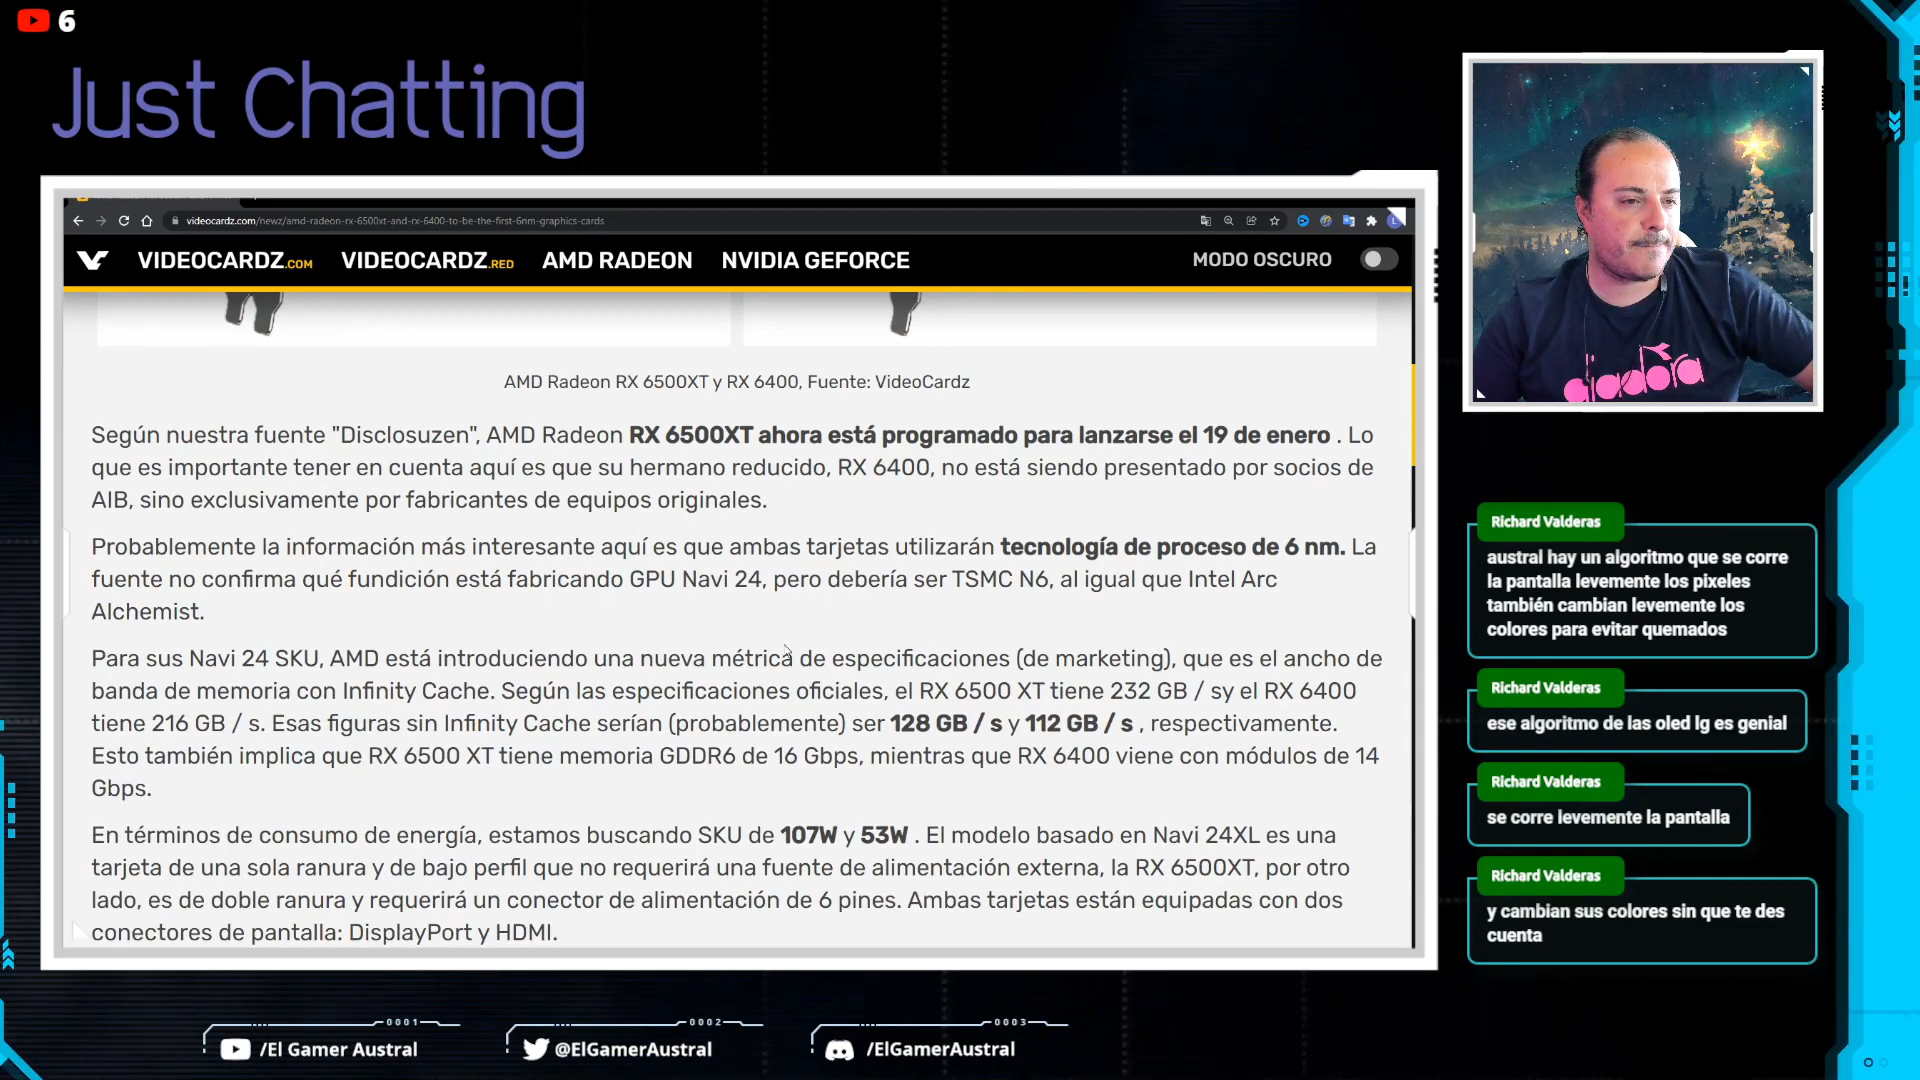 6
Just Chatting
videocardz.com/newz/amd-radeon-rx-6500xt-and-rx-6400-to-be-the-first-6nm-graphics-cards
VIDEOCARDZ.COM VIDEOCARDZ.RED AMD RADEON NVIDIA GEFORCE MODO OSCURO
AMD Radeon RX 6500XT y RX 6400, Fuente: VideoCardz
Según nuestra fuente "Disclosuzen", AMD Radeon RX 6500XT ahora está programado para lanzarse el 19 de enero . Lo
que es importante tener en cuenta aquí es que su hermano reducido, RX 6400, no está siendo presentado por socios de
AIB, sino exclusivamente por fabricantes de equipos originales.
Probablemente la información más interesante aquí es que ambas tarjetas utilizarán tecnología de proceso de 6 nm. La
fuente no confirma qué fundición está fabricando GPU Navi 24, pero debería ser TSMC N6, al igual que Intel Arc
Alchemist.
Para sus Navi 24 SKU, AMD está introduciendo una nueva métrica de especificaciones (de marketing), que es el ancho de
banda de memoria con Infinity Cache. Según las especificaciones oficiales, el RX 6500 XT tiene 232 GB / sy el RX 6400
tiene 216 GB / s. Esas figuras sin Infinity Cache serían (probablemente) ser 128 GB / s y 112 GB / s , respectivamente.
Esto también implica que RX 6500 XT tiene memoria GDDR6 de 16 Gbps, mientras que RX 6400 viene con módulos de 14
Gbps.
En términos de consumo de energía, estamos buscando SKU de 107W y 53W . El modelo basado en Navi 24XL es una
tarjeta de una sola ranura y de bajo perfil que no requerirá una fuente de alimentación externa, la RX 6500XT, por otro
lado, es de doble ranura y requerirá un conector de alimentación de 6 pines. Ambas tarjetas están equipadas con dos
conectores de pantalla: DisplayPort y HDMI.
diadora
Richard Valderas
austral hay un algoritmo que se corre
la pantalla levemente los pixeles
también cambian levemente los
colores para evitar quemados
Richard Valderas
ese algoritmo de las oled lg es genial
Richard Valderas
se corre levemente la pantalla
Richard Valderas
y cambian sus colores sin que te des
cuenta
0001
/El Gamer Austral
0002
@ElGamerAustral
0003
/ElGamerAustral